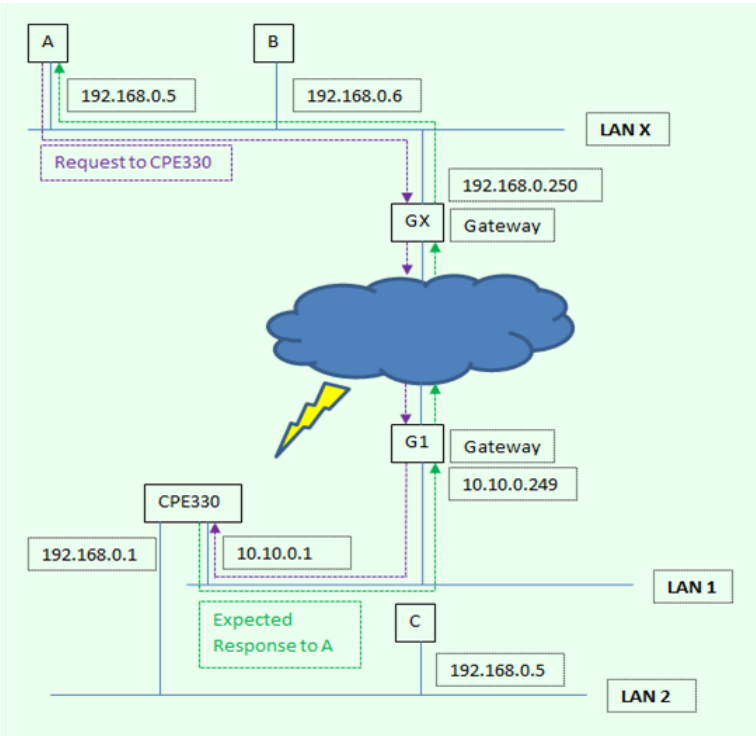 A
B
192.168.0.5
192.168.0.6
LAN X
Request to CPE330
192.168.0.250
GX
Gateway
G1
Gateway
10.10.0.249
CPE330
192.168.0.1
10.10.0.1
LAN 1
Expected
Response to A
C
192.168.0.5
LAN 2